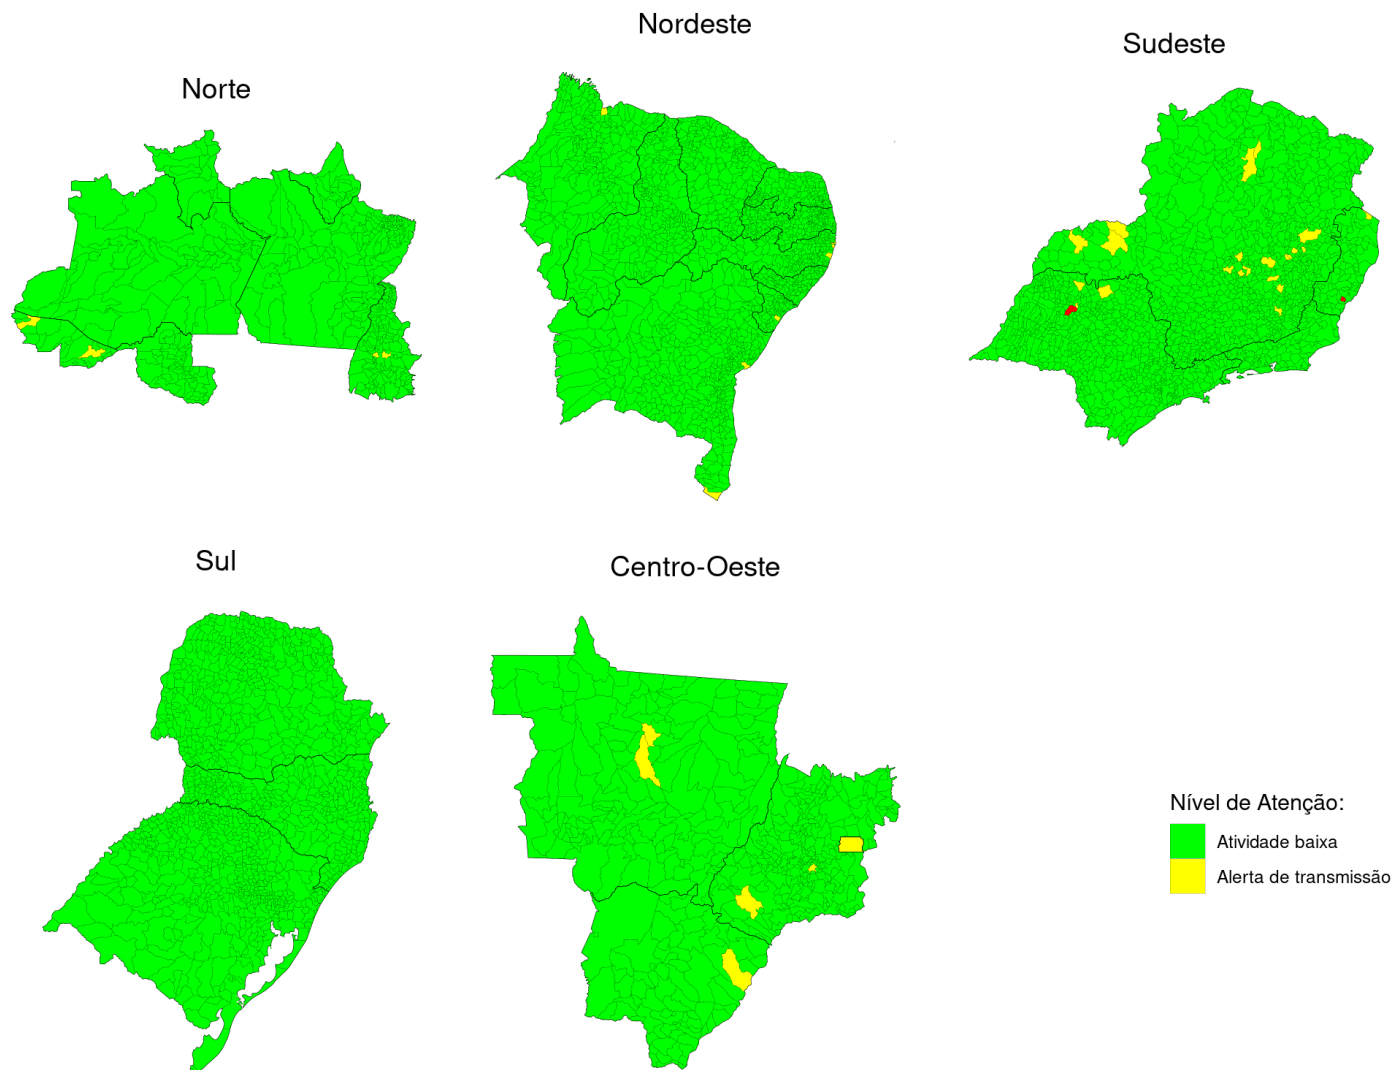 Nordeste
Sudeste
Norte
Sul
Centro-Oeste
Nível de Atenção:
Atividade baixa
Alerta de transmissão